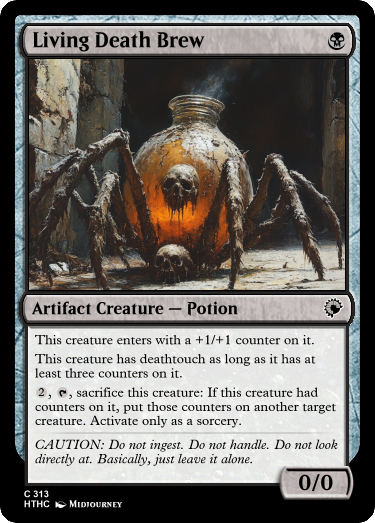 Living Death Brew
Artifact Creature — Potion
This creature enters with a +1/+1 counter on it.
This creature has deathtouch as long as it has at
least three counters on it.
2, T, sacrifice this creature: If this creature had
counters on it, put those counters on another target
creature. Activate only as a sorcery.
CAUTION: Do not ingest. Do not handle. Do not look
directly at. Basically, just leave it alone.
0/0
C 313
HTHC Midjourney